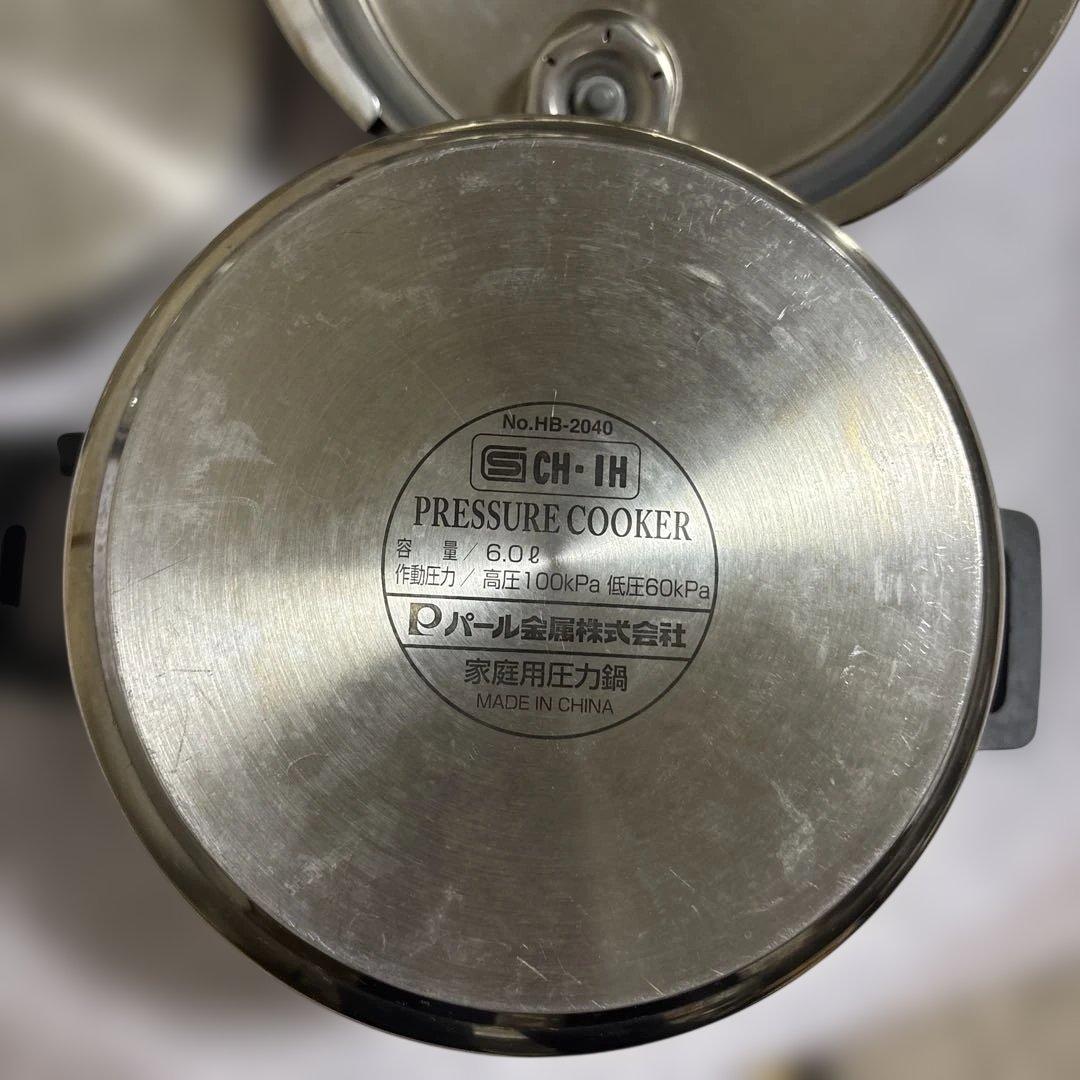 No.HB-2040
SG CH・IH
PRESSURE COOKER
容 量／ 6.0ℓ
作動圧力／ 高圧100kPa 低圧60kPa
P パール金属株式会社
家庭用圧力鍋
MADE IN CHINA